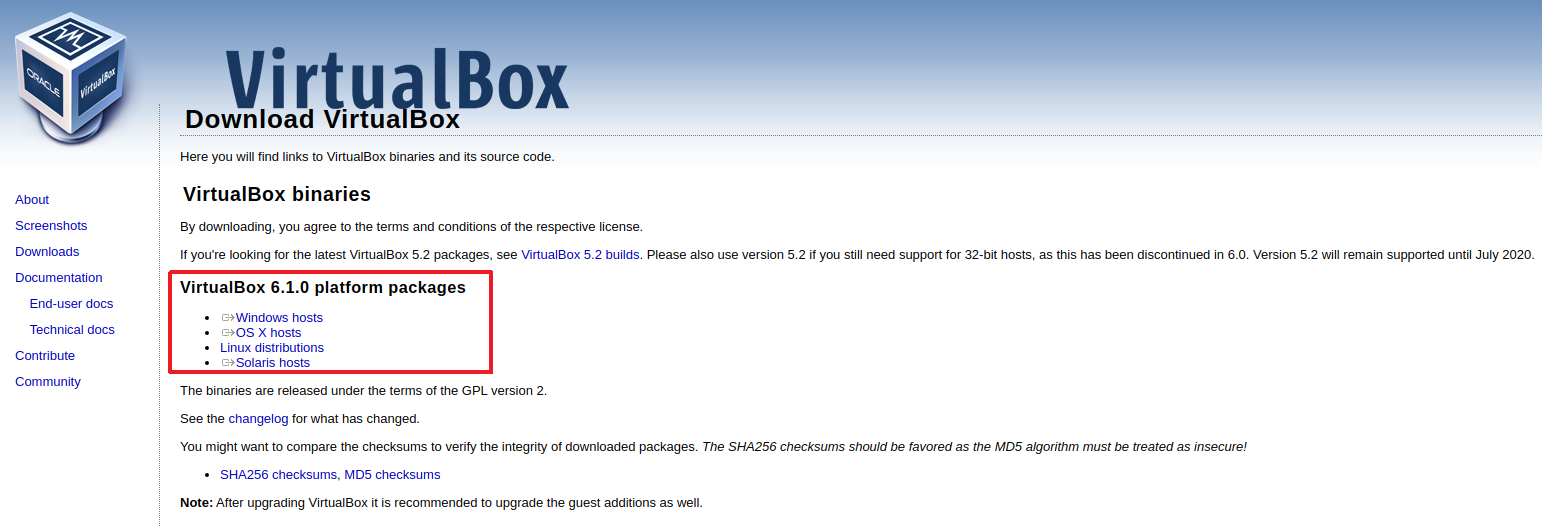 ORACLE
VirtualBox
VirtualBox
Download VirtualBox
Here you will find links to VirtualBox binaries and its source code.
About
Screenshots
Downloads
Documentation
End-user docs
Technical docs
Contribute
Community
VirtualBox binaries
By downloading, you agree to the terms and conditions of the respective license.
If you're looking for the latest VirtualBox 5.2 packages, see VirtualBox 5.2 builds. Please also use version 5.2 if you still need support for 32-bit hosts, as this has been discontinued in 6.0. Version 5.2 will remain supported until July 2020.
VirtualBox 6.1.0 platform packages
Windows hosts
OS X hosts
Linux distributions
Solaris hosts
The binaries are released under the terms of the GPL version 2.
See the changelog for what has changed.
You might want to compare the checksums to verify the integrity of downloaded packages. The SHA256 checksums should be favored as the MD5 algorithm must be treated as insecure!
SHA256 checksums, MD5 checksums
Note: After upgrading VirtualBox it is recommended to upgrade the guest additions as well.